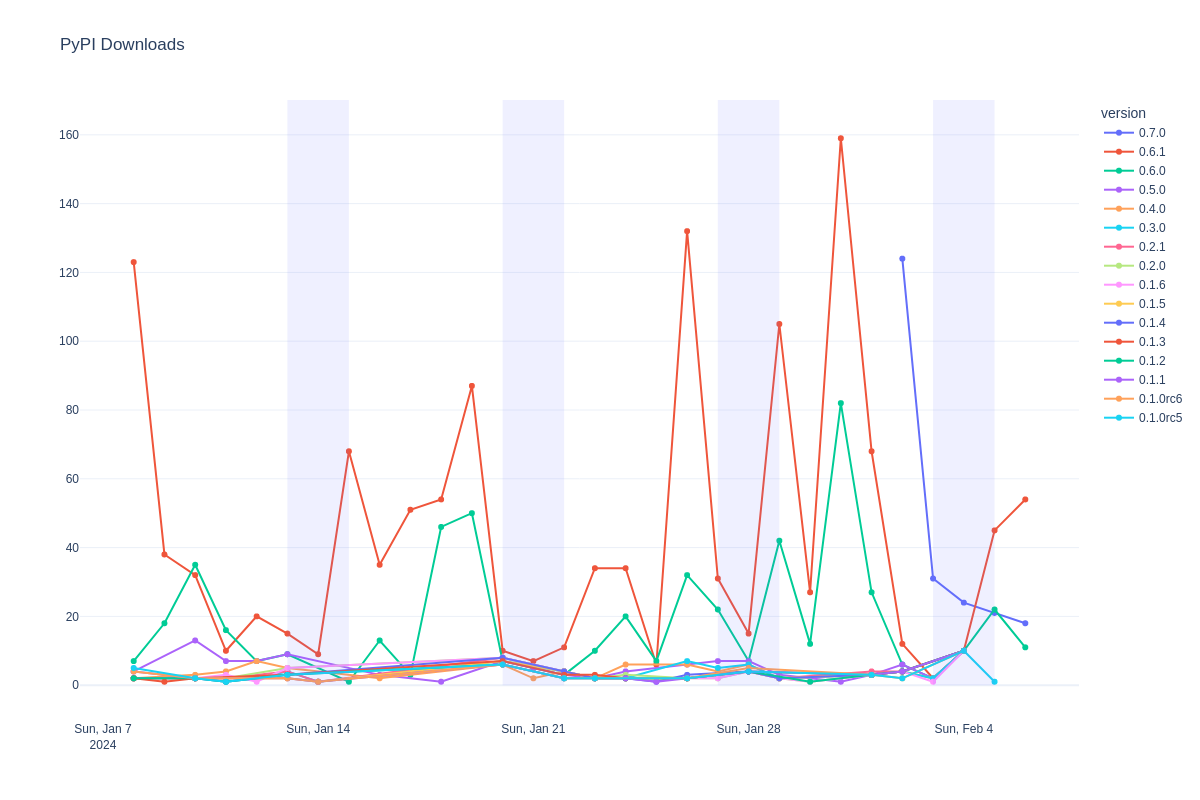 PyPI Downloads
160
140
120
100
80
60
40
20
0
Sun, Jan 7
2024
Sun, Jan 14
Sun, Jan 21
Sun, Jan 28
Sun, Feb 4
version
0.7.0
0.6.1
0.6.0
0.5.0
0.4.0
0.3.0
0.2.1
0.2.0
0.1.6
0.1.5
0.1.4
0.1.3
0.1.2
0.1.1
0.1.0rc6
0.1.0rc5